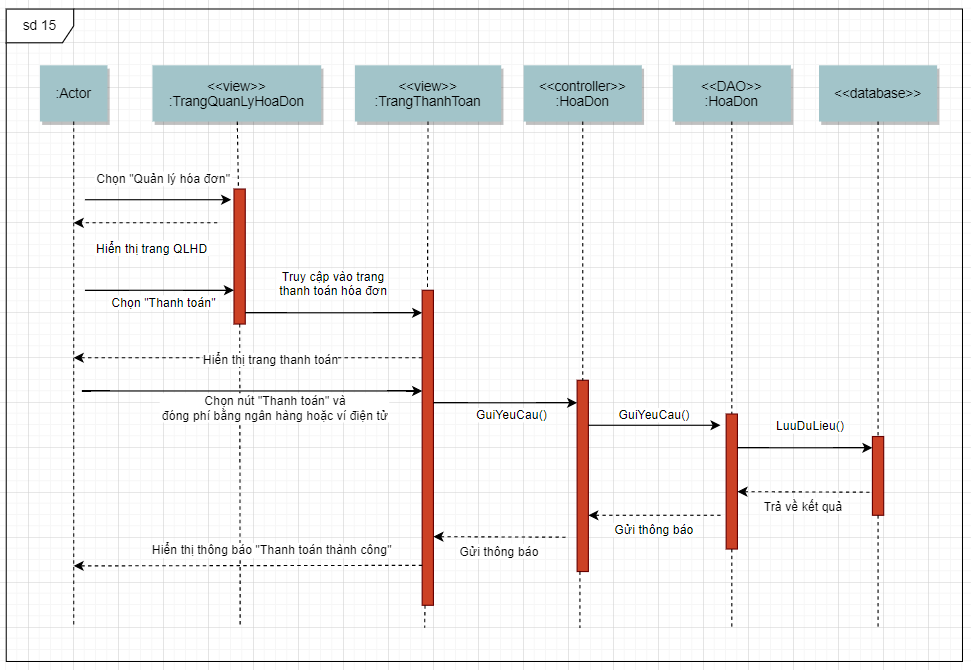 sd 15
:Actor
<<view>>
:TrangQuanLyHoaDon
<<view>>
:TrangThanhToan
<<controller>>
:HoaDon
<<DAO>>
:HoaDon
<<database>>
Chọn "Quản lý hóa đơn"
Hiển thị trang QLHD
Chọn "Thanh toán"
Truy cập vào trang
thanh toán hóa đơn
Hiển thị trang thanh toán
Chọn nút "Thanh toán" và
đóng phí bằng ngân hàng hoặc ví điện tử
GuiYeuCau()
GuiYeuCau()
LuuDuLieu()
Trả về kết quả
Gửi thông báo
Gửi thông báo
Hiển thị thông báo "Thanh toán thành công"